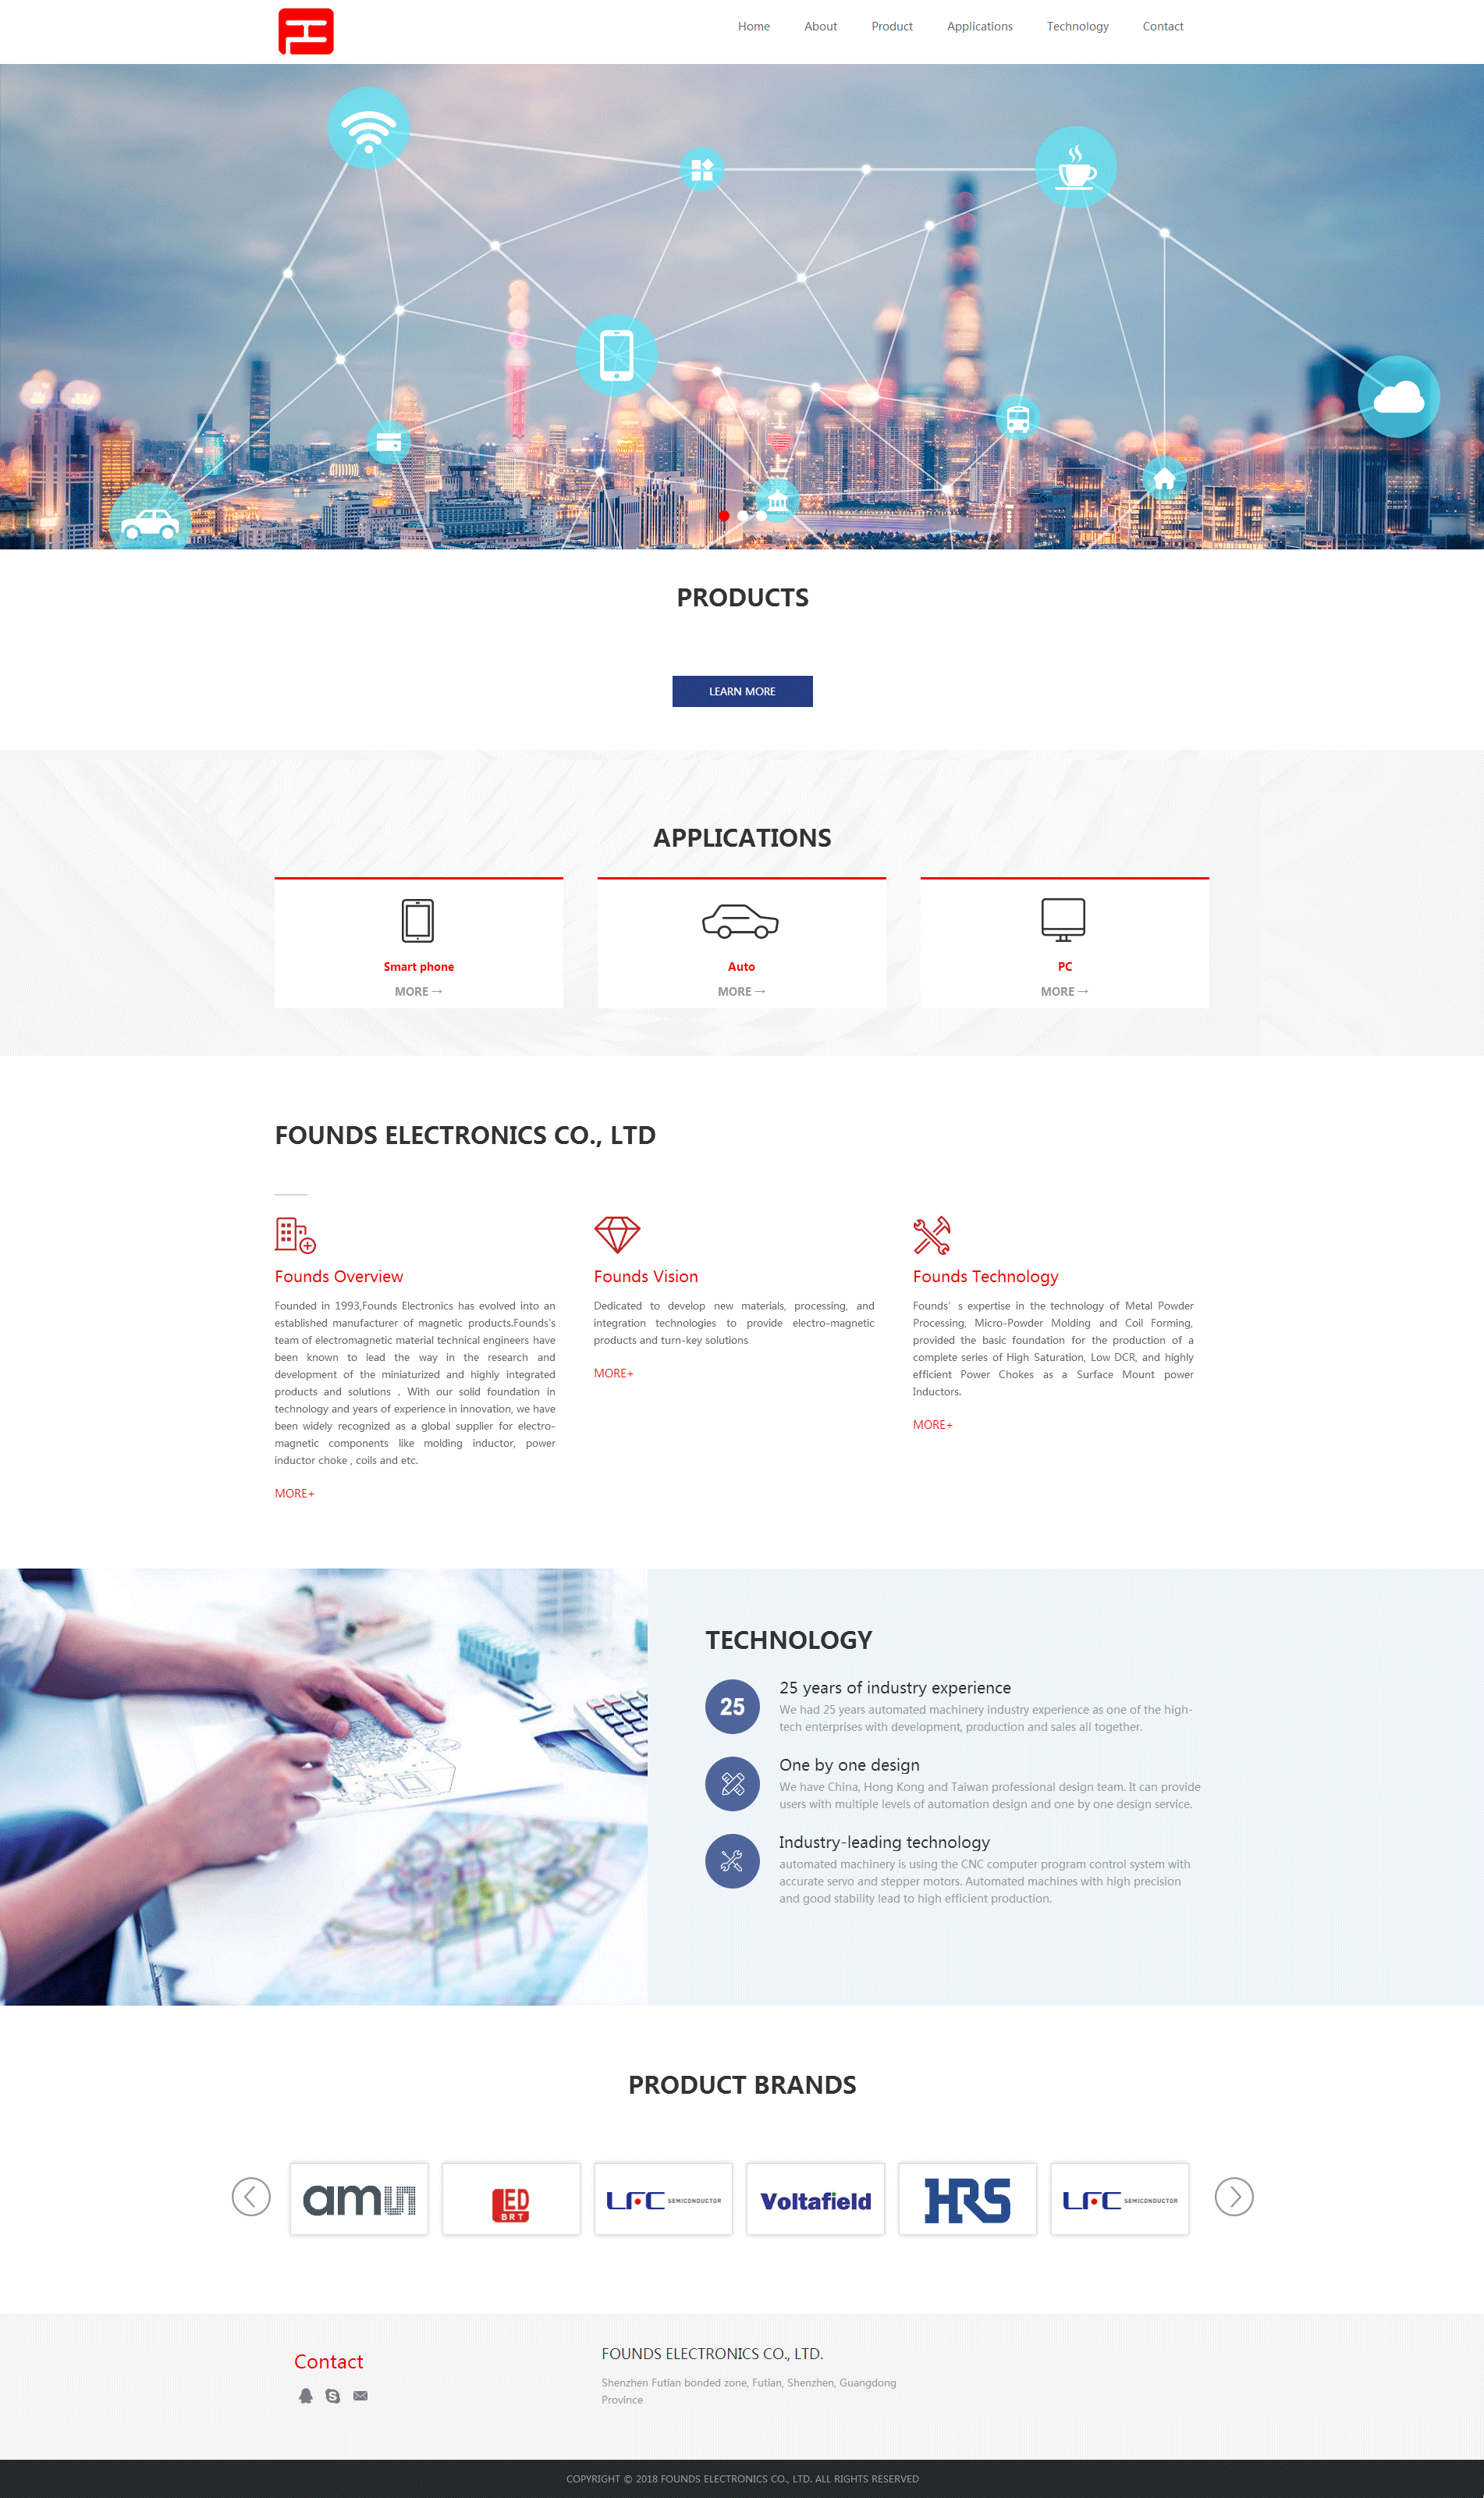 Home About Product Applications Technology Contact
PRODUCTS
LEARN MORE
APPLICATIONS
Smart phone
MORE →
Auto
MORE →
PC
MORE →
FOUNDS ELECTRONICS CO., LTD
Founds Overview
Founded in 1993,Founds Electronics has evolved into an
established manufacturer of magnetic products.Founds's
team of electromagnetic material technical engineers have
been known to lead the way in the research and
development of the miniaturized and highly integrated
products and solutions , With our solid foundation in
technology and years of experience in innovation, we have
been widely recognized as a global supplier for electro-
magnetic components like molding inductor, power
inductor choke , coils and etc.
MORE+
Founds Vision
Dedicated to develop new materials, processing, and
integration technologies to provide electro-magnetic
products and turn-key solutions
MORE+
Founds Technology
Founds' s expertise in the technology of Metal Powder
Processing, Micro-Powder Molding and Coil Forming,
provided the basic foundation for the production of a
complete series of High Saturation, Low DCR, and highly
efficient Power Chokes as a Surface Mount power
Inductors.
MORE+
TECHNOLOGY
25
25 years of industry experience
We had 25 years automated machinery industry experience as one of the high-
tech enterprises with development, production and sales all together.
One by one design
We have China, Hong Kong and Taiwan professional design team. It can provide
users with multiple levels of automation design and one by one design service.
Industry-leading technology
automated machinery is using the CNC computer program control system with
accurate servo and stepper motors. Automated machines with high precision
and good stability lead to high efficient production.
PRODUCT BRANDS
amu
LED
BRT
LFC SEMICONDUCTOR
Voltafield
HRS
LFC SEMICONDUCTOR
Contact
FOUNDS ELECTRONICS CO., LTD.
Shenzhen Futian bonded zone, Futian, Shenzhen, Guangdong
Province
COPYRIGHT © 2018 FOUNDS ELECTRONICS CO., LTD. ALL RIGHTS RESERVED